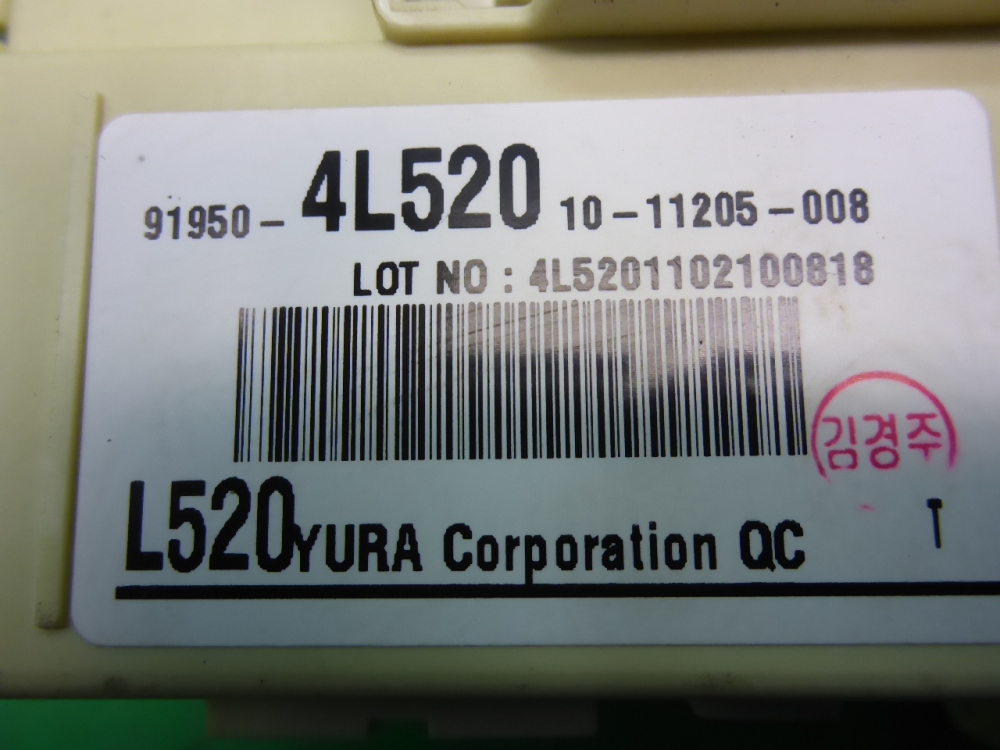 91950- 4L520 10-11205-008
LOT NO : 4L5201102100818
김경주
L520 YURA Corporation QC T